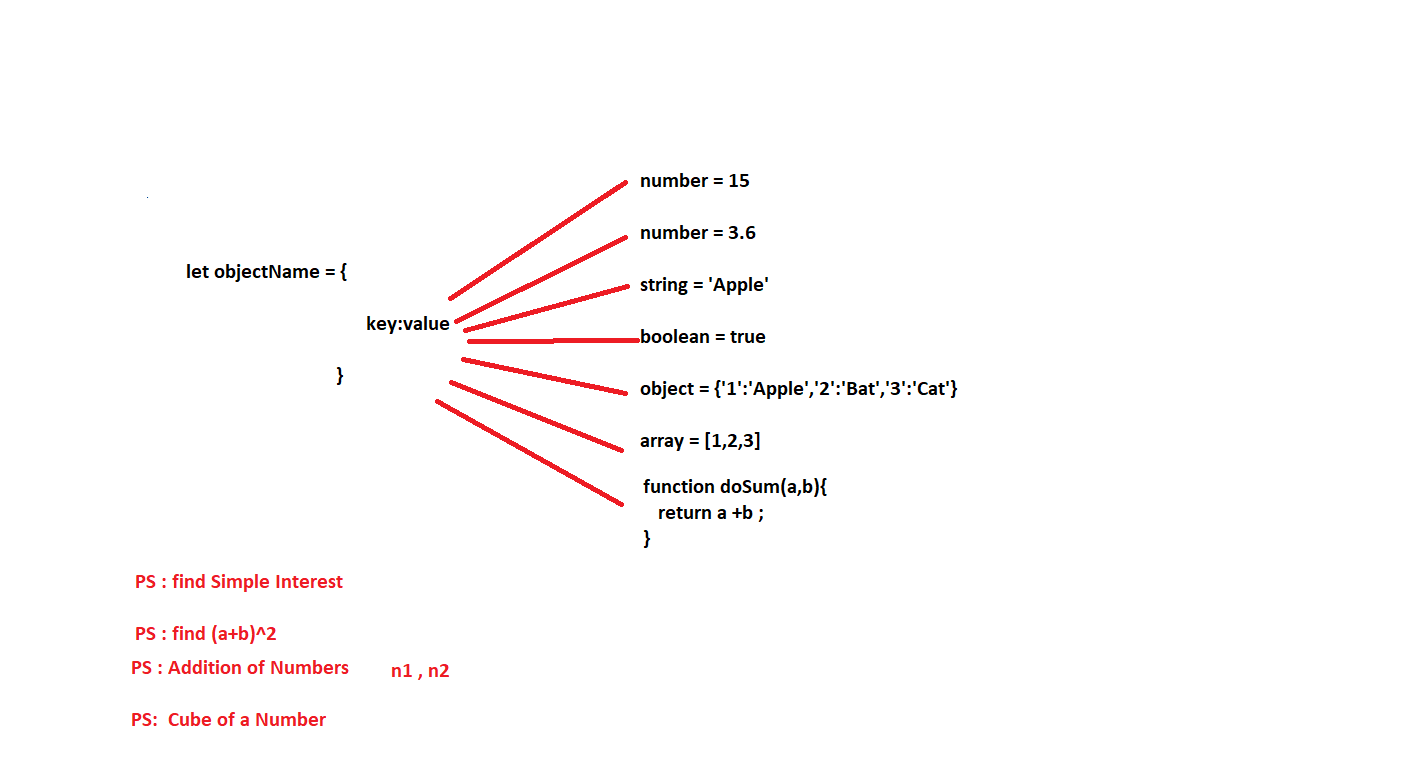 number = 15
number = 3.6
let objectName = {
string = 'Apple'
key:value
boolean = true
}
object = {'1':'Apple','2':'Bat','3':'Cat'}
array = [1,2,3]
function doSum(a,b){
return a +b ;
}
PS : find Simple Interest
PS : find (a+b)^2
PS : Addition of Numbers n1 , n2
PS: Cube of a Number